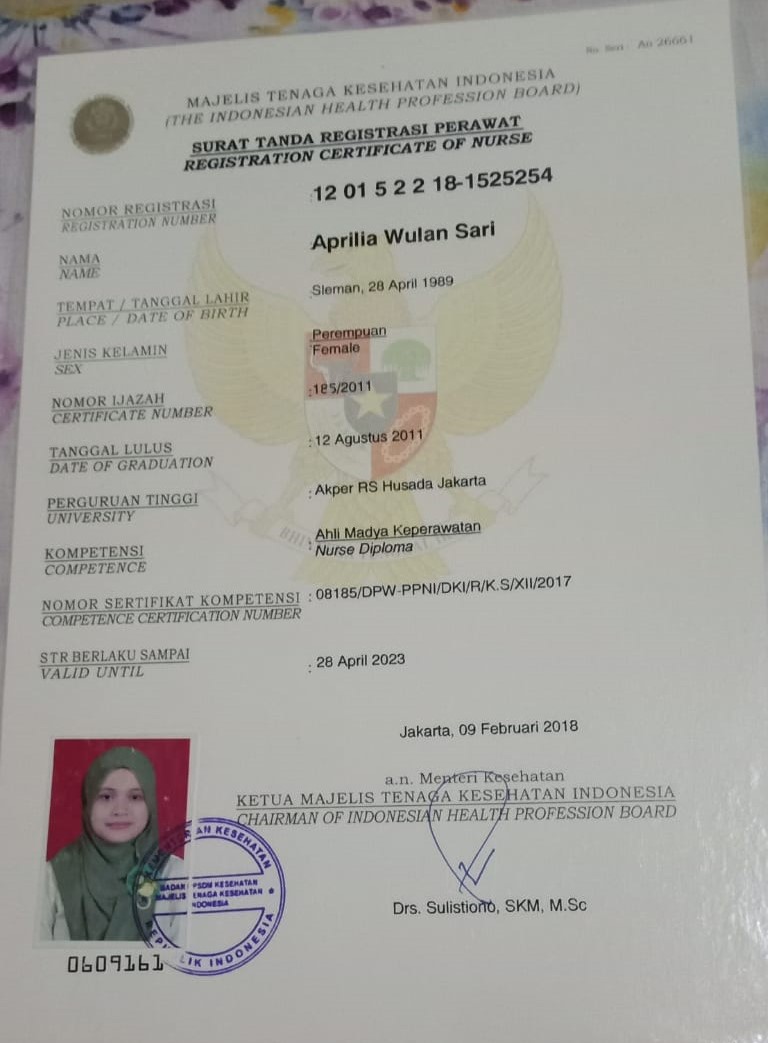 No. Seri : An 26661
MAJELIS TENAGA KESEHATAN INDONESIA
(THE INDONESIAN HEALTH PROFESSION BOARD)
SURAT TANDA REGISTRASI PERAWAT
REGISTRATION CERTIFICATE OF NURSE
NOMOR REGISTRASI : 12 01 5 2 2 18-1525254
REGISTRATION NUMBER
NAMA : Aprilia Wulan Sari
NAME
TEMPAT / TANGGAL LAHIR : Sleman, 28 April 1989
PLACE / DATE OF BIRTH
JENIS KELAMIN : Perempuan
SEX Female
NOMOR IJAZAH : 185/2011
CERTIFICATE NUMBER
TANGGAL LULUS : 12 Agustus 2011
DATE OF GRADUATION
PERGURUAN TINGGI : Akper RS Husada Jakarta
UNIVERSITY
KOMPETENSI : Ahli Madya Keperawatan
COMPETENCE Nurse Diploma
NOMOR SERTIFIKAT KOMPETENSI : 08185/DPW-PPNI/DKI/R/K.S/XII/2017
COMPETENCE CERTIFICATION NUMBER
STR BERLAKU SAMPAI : 28 April 2023
VALID UNTIL
Jakarta, 09 Februari 2018
a.n. Menteri Kesehatan
KETUA MAJELIS TENAGA KESEHATAN INDONESIA
CHAIRMAN OF INDONESIAN HEALTH PROFESSION BOARD
Drs. Sulistiono, SKM, M.Sc
KESEHATAN
BADAN PPSDM KESEHATAN
MAJELIS TENAGA KESEHATAN
INDONESIA
REPUBLIK INDONESIA
0609161